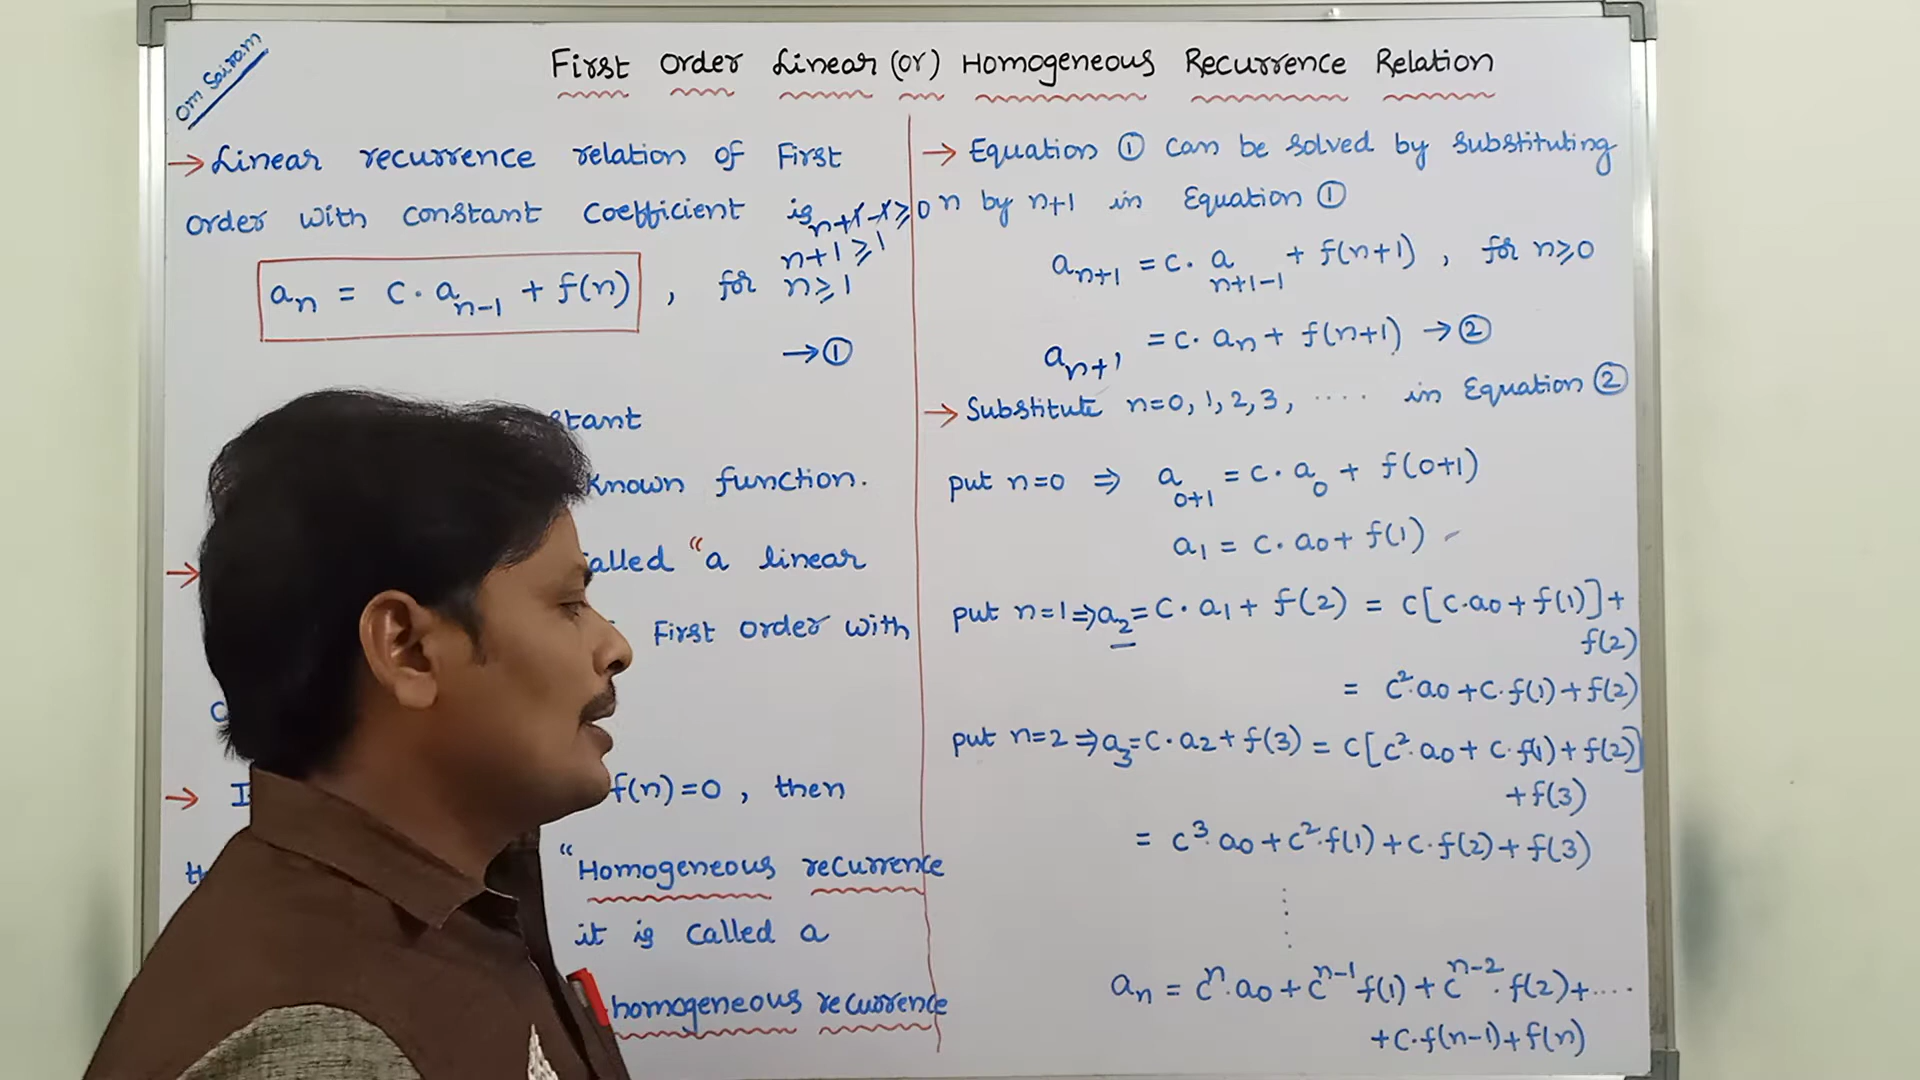 Om Sairam
First Order Linear (or) Homogeneous Recurrence Relation
→ Linear recurrence relation of First
Order with constant coefficient is
n+1-1≥0
n+1≥1
aₙ = c·aₙ₋₁ + f(n) , for n≥1
→①
stant
known function.
→ alled "a linear
First order with
c
→ I f(n)=0, then
th "Homogeneous recurrence
it is called a
homogeneous recurrence
→ Equation ① can be solved by substituting
n by n+1 in Equation ①
aₙ₊₁ = c·aₙ₊₁₋₁ + f(n+1) , for n≥0
aₙ₊₁ = c·aₙ + f(n+1) →②
→ Substitute n=0,1,2,3, ····· in Equation ②
put n=0 ⇒ a₀₊₁ = c·a₀ + f(0+1)
a₁ = c·a₀ + f(1)
put n=1 ⇒ a₂ = c·a₁ + f(2) = c[c·a₀ + f(1)] +
f(2)
= c²·a₀ + c·f(1) + f(2)
put n=2 ⇒ a₃ = c·a₂ + f(3) = c[c²·a₀ + c·f(1) + f(2)]
+ f(3)
= c³·a₀ + c²·f(1) + c·f(2) + f(3)
⋮
aₙ = cⁿ·a₀ + cⁿ⁻¹f(1) + cⁿ⁻²·f(2) + ·····
+ c·f(n-1) + f(n)